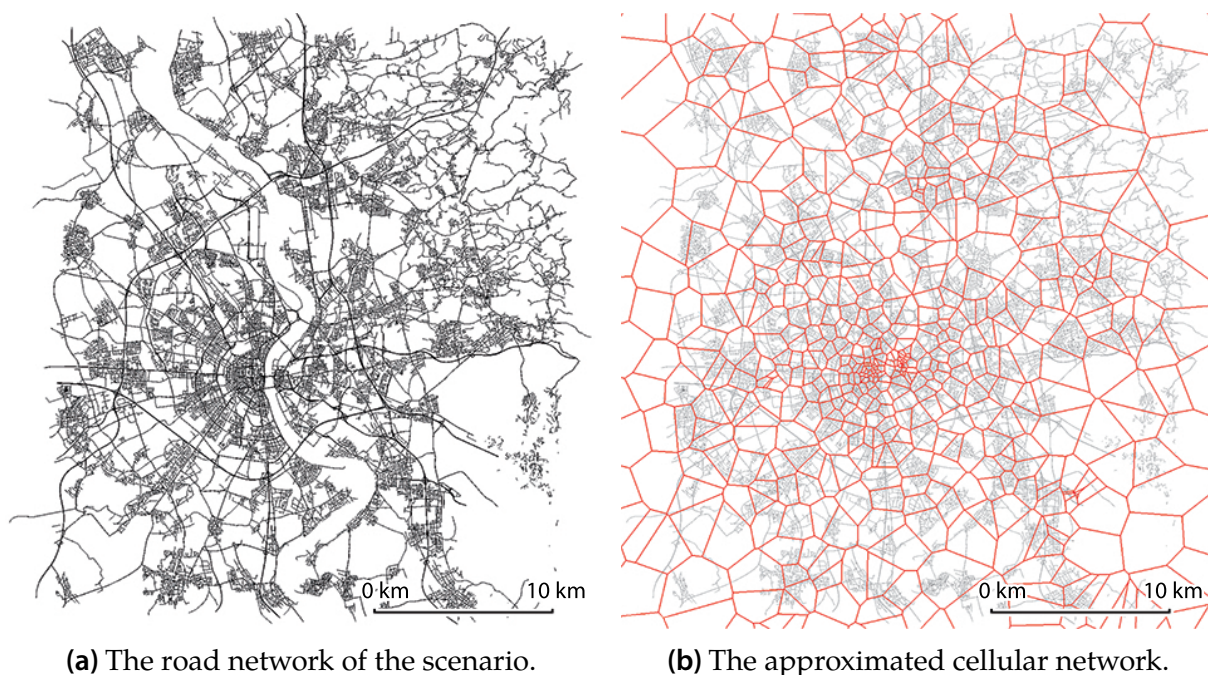 0 km 10 km
0 km 10 km
(a) The road network of the scenario.
(b) The approximated cellular network.